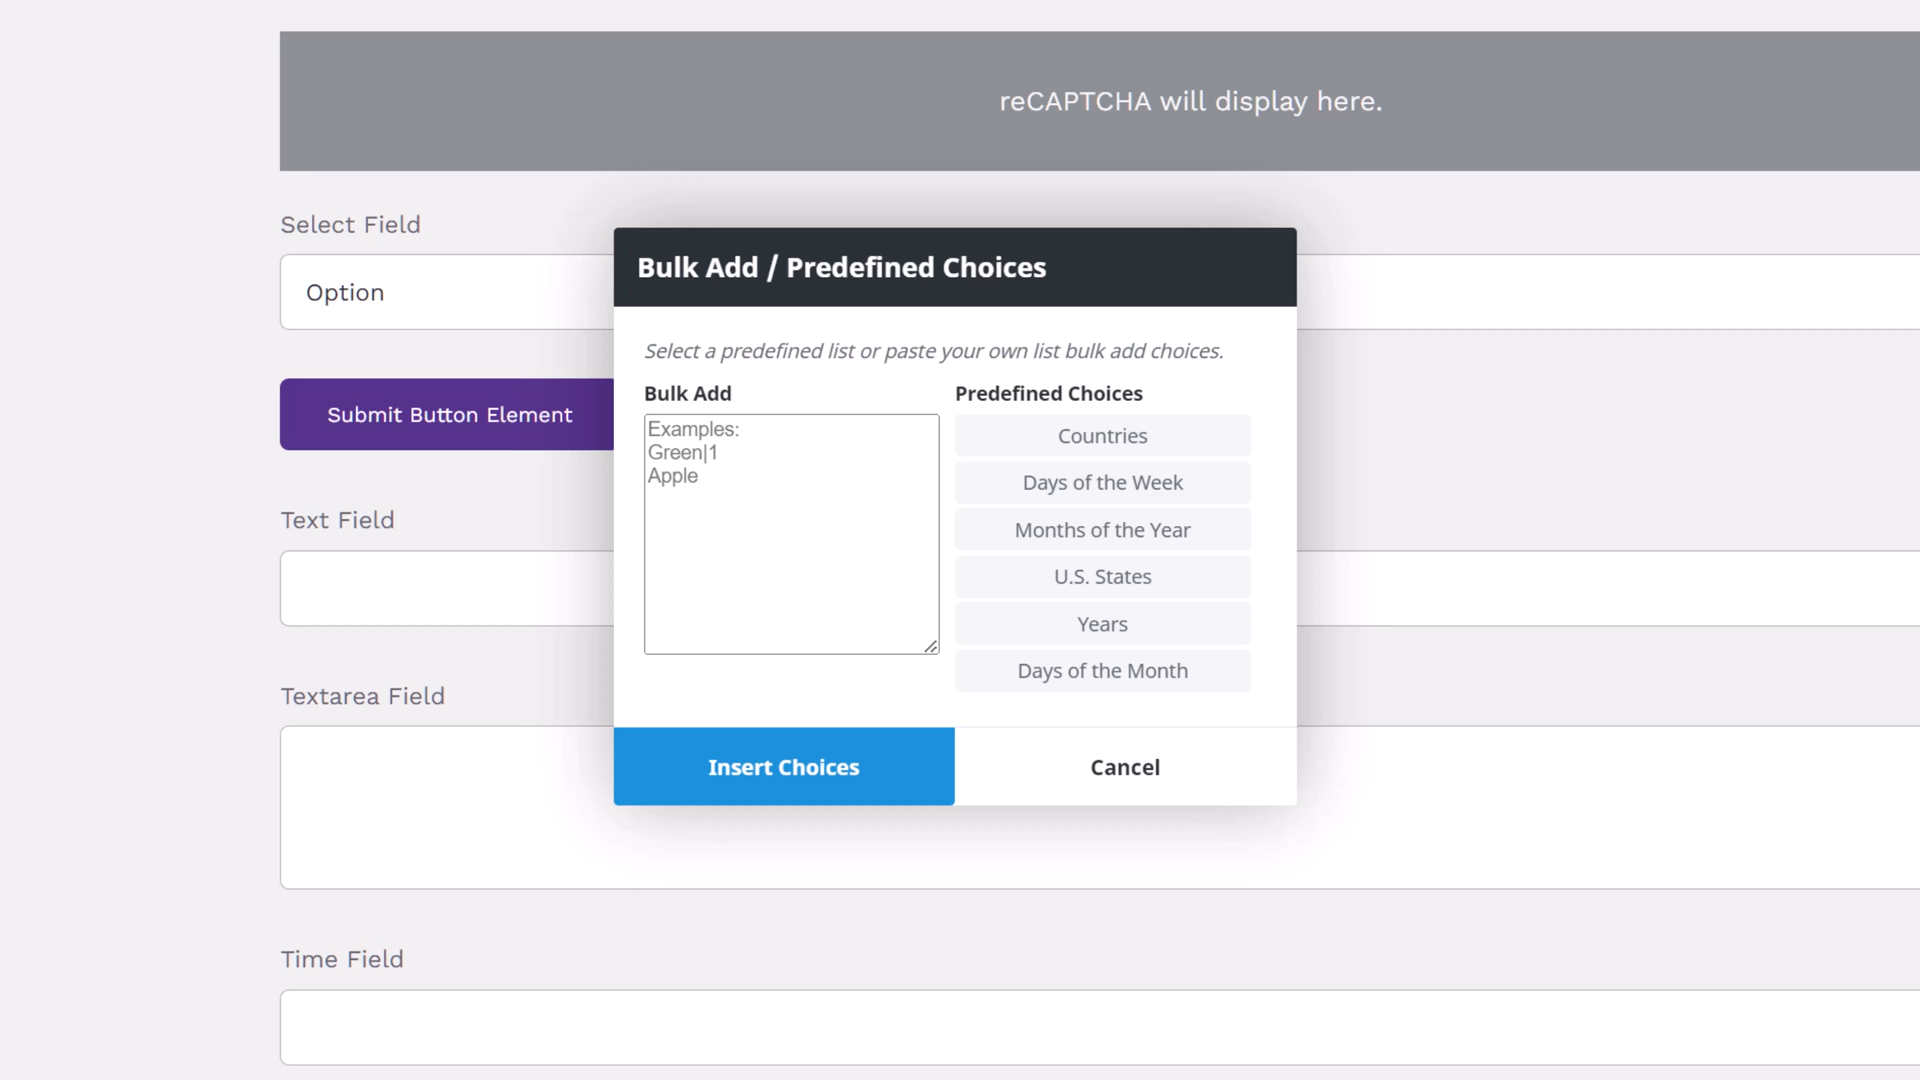 reCAPTCHA will display here.
Select Field
Option
Submit Button Element
Text Field
Textarea Field
Time Field
Bulk Add / Predefined Choices
Select a predefined list or paste your own list bulk add choices.
Bulk Add
Examples:
Green|1
Apple
Predefined Choices
Countries
Days of the Week
Months of the Year
U.S. States
Years
Days of the Month
Insert Choices
Cancel